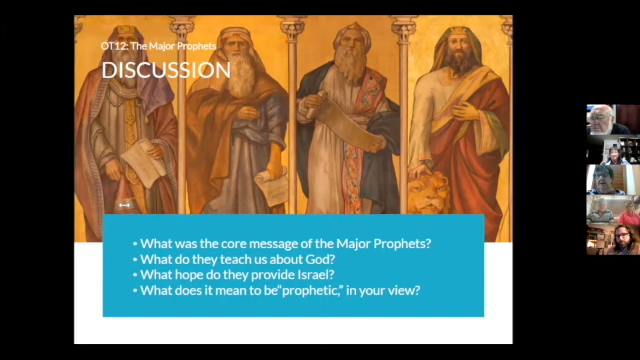 OT12: The Major Prophets
DISCUSSION
• What was the core message of the Major Prophets?
• What do they teach us about God?
• What hope do they provide Israel?
• What does it mean to be"prophetic," in your view?